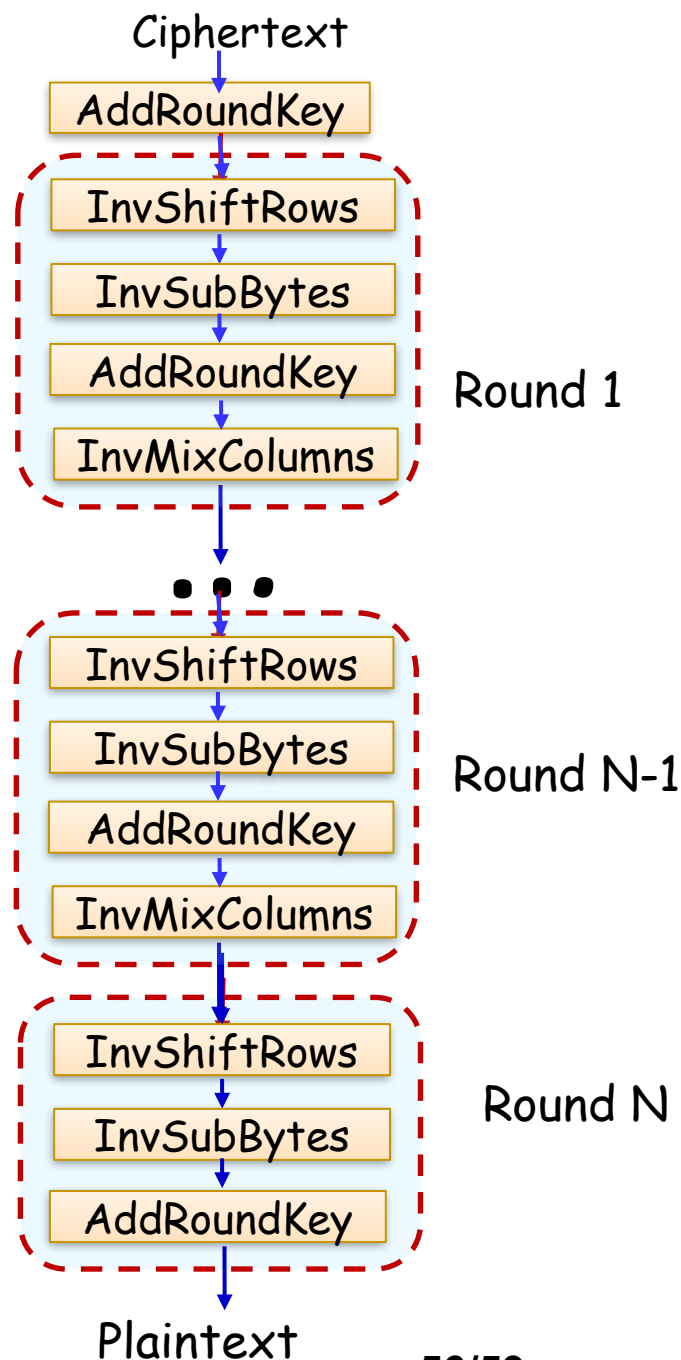 Ciphertext
AddRoundKey
InvShiftRows
InvSubBytes
AddRoundKey
Round 1
InvMixColumns
...
InvShiftRows
InvSubBytes
Round N-1
AddRoundKey
InvMixColumns
InvShiftRows
Round N
InvSubBytes
AddRoundKey
Plaintext